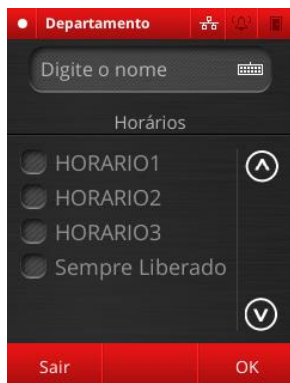 Departamento
Digite o nome
Horários
HORARIO1
HORARIO2
HORARIO3
Sempre Liberado
Sair
OK